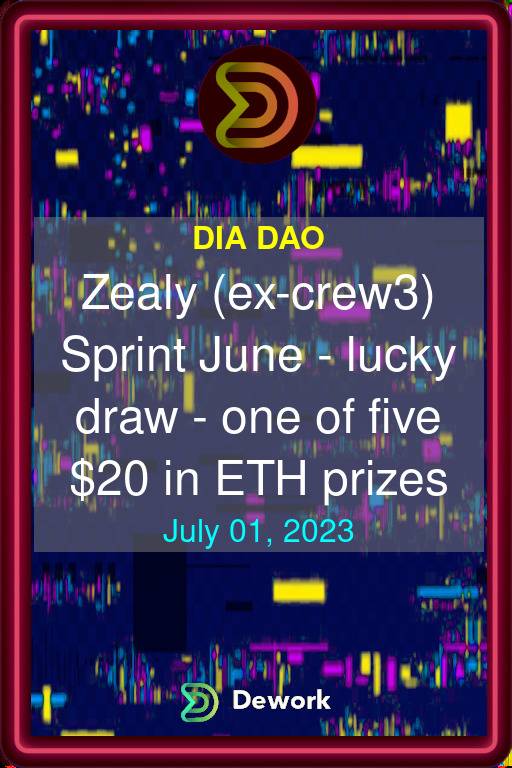 DIA DAO
Zealy (ex-crew3)
Sprint June - lucky
draw - one of five
$20 in ETH prizes
July 01, 2023
Dework